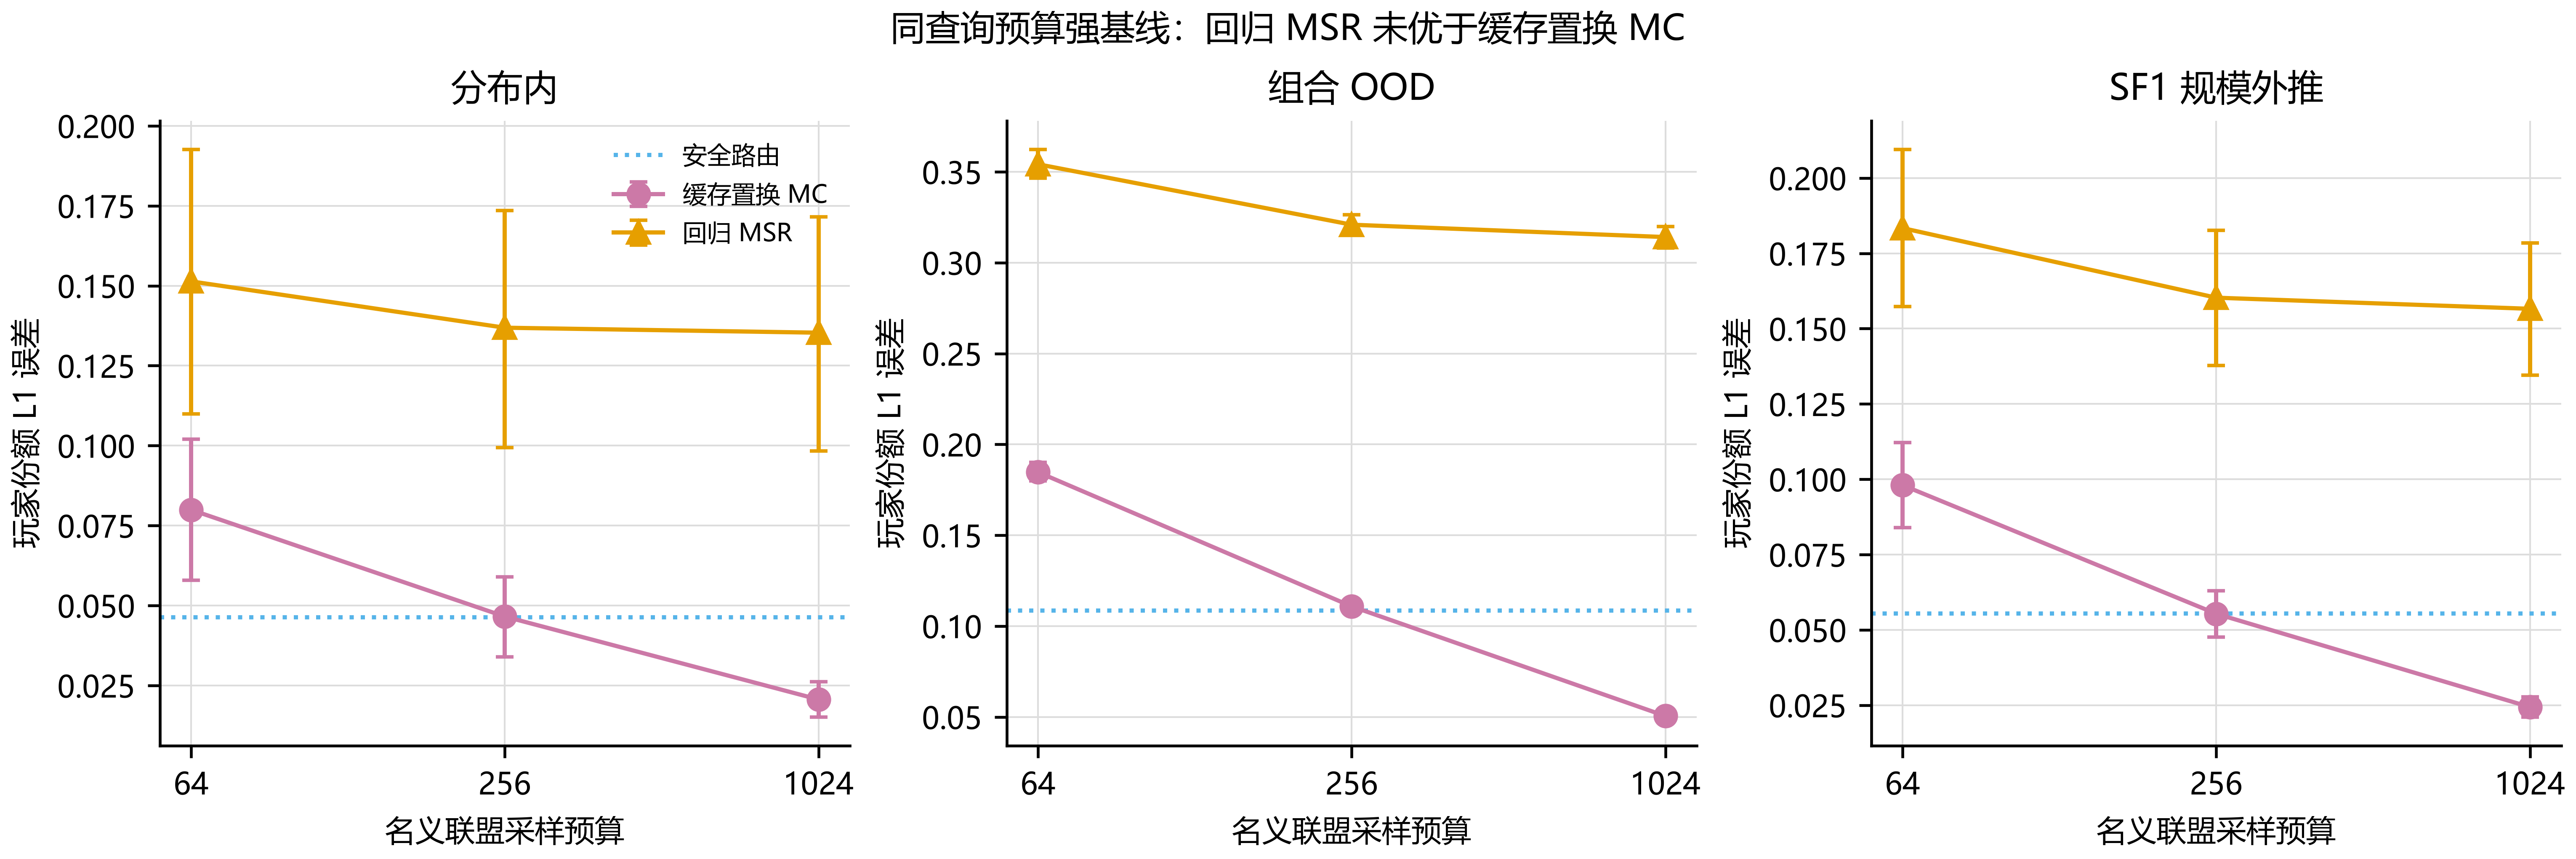 同查询预算强基线：回归 MSR 未优于缓存置换 MC
分布内
玩家份额 L1 误差
0.200
0.175
0.150
0.125
0.100
0.075
0.050
0.025
安全路由
缓存置换 MC
回归 MSR
64
256
1024
名义联盟采样预算
组合 OOD
玩家份额 L1 误差
0.35
0.30
0.25
0.20
0.15
0.10
0.05
64
256
1024
名义联盟采样预算
SF1 规模外推
玩家份额 L1 误差
0.200
0.175
0.150
0.125
0.100
0.075
0.050
0.025
64
256
1024
名义联盟采样预算